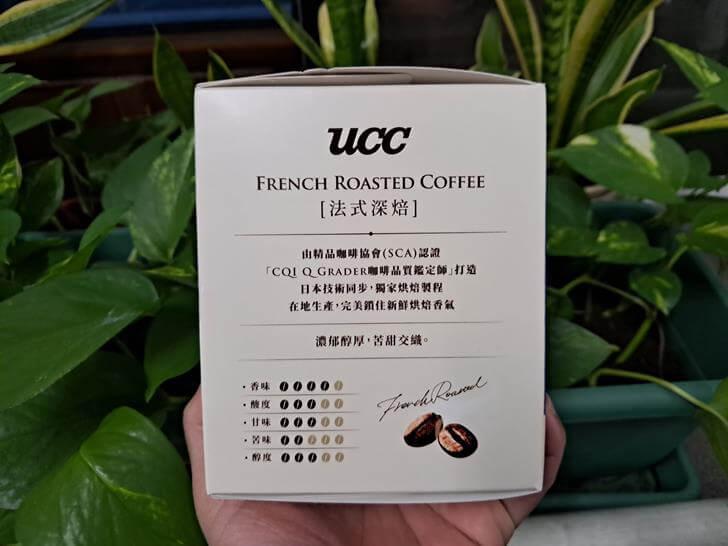 UCC
FRENCH ROASTED COFFEE
[法式深焙]
由精品咖啡協會(SCA)認證
「CQI Q GRADER咖啡品質鑑定師」打造
日本技術同步,獨家烘焙製程
在地生產,完美鎖住新鮮烘焙香氣
濃郁醇厚,苦甜交織。
·香味
·酸度
·甘味
·苦味
·醇度
French Roasted